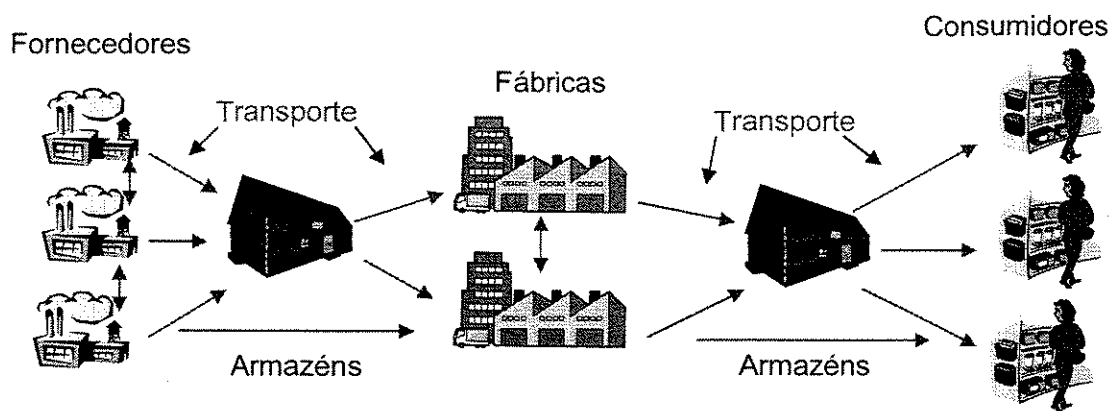 Fornecedores
Consumidores
Fábricas
Transporte
Transporte
Armazéns
Armazéns